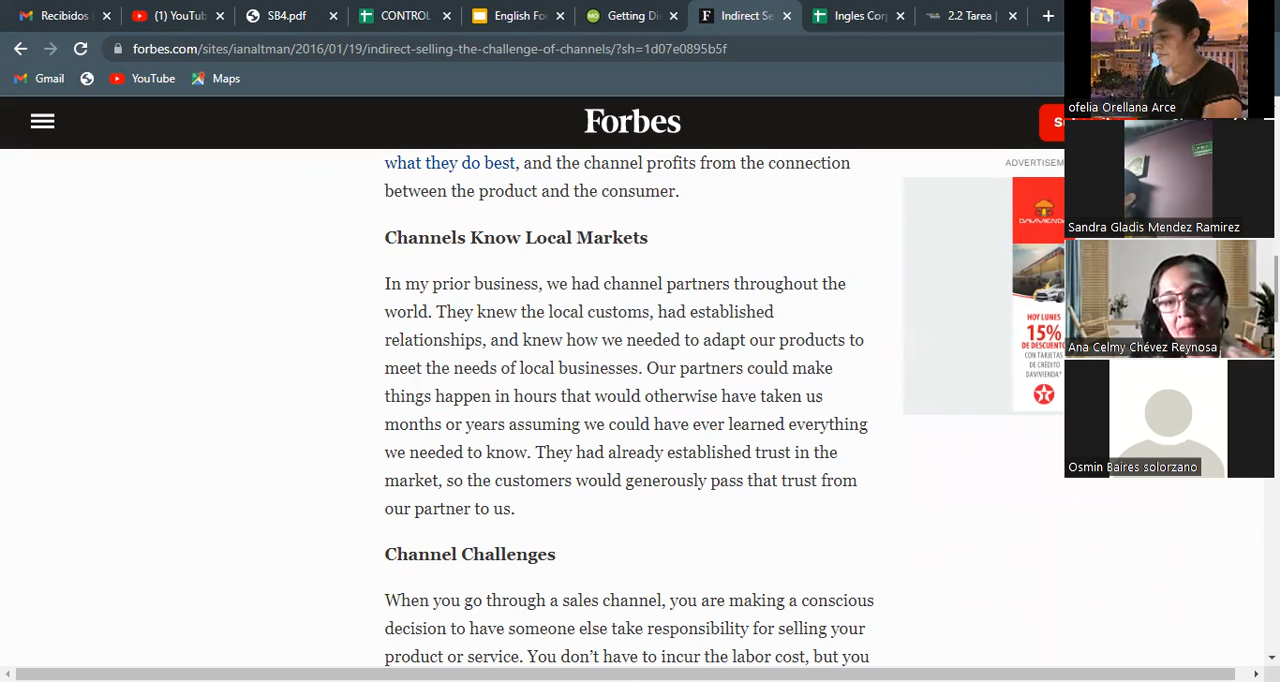 Recibidos
(1) YouTub
SB4.pdf
CONTROL
English Fo
Getting Di
Indirect Se
Ingles Cor
2.2 Tarea |
forbes.com/sites/ianaltman/2016/01/19/indirect-selling-the-challenge-of-channels/?sh=1d07e0895b5f
Gmail
YouTube
Maps
Forbes
what they do best, and the channel profits from the connection
between the product and the consumer.
Channels Know Local Markets
In my prior business, we had channel partners throughout the
world. They knew the local customs, had established
relationships, and knew how we needed to adapt our products to
meet the needs of local businesses. Our partners could make
things happen in hours that would otherwise have taken us
months or years assuming we could have ever learned everything
we needed to know. They had already established trust in the
market, so the customers would generously pass that trust from
our partner to us.
Channel Challenges
When you go through a sales channel, you are making a conscious
decision to have someone else take responsibility for selling your
product or service. You don’t have to incur the labor cost, but you
ADVERTISEM
DAVIVIENDA
HOY LUNES
15%
DE DESCUENTO
CON TARJETAS
DE CRÉDITO
DAVIVIENDA*
ofelia Orellana Arce
Sandra Gladis Mendez Ramirez
Ana Celmy Chévez Reynosa
Osmin Baires solorzano